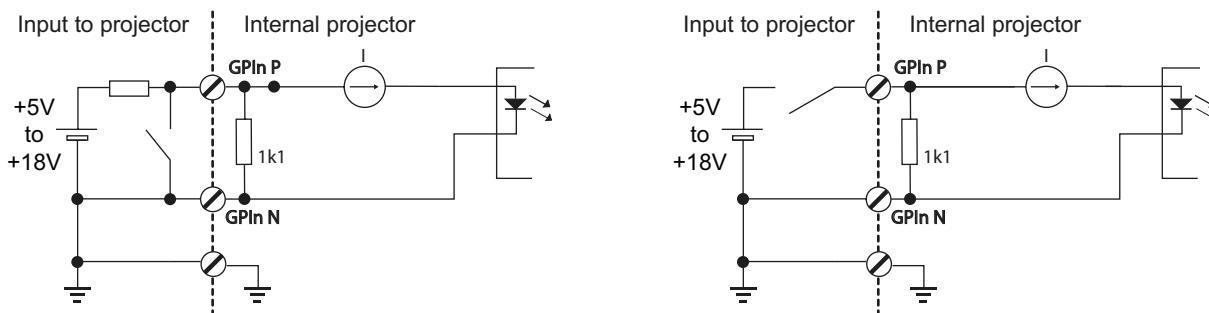 Input to projector
Internal projector
I
GPIn P
+5V
to
+18V
1k1
GPIn N
Input to projector
Internal projector
I
GPIn P
+5V
to
+18V
1k1
GPIn N